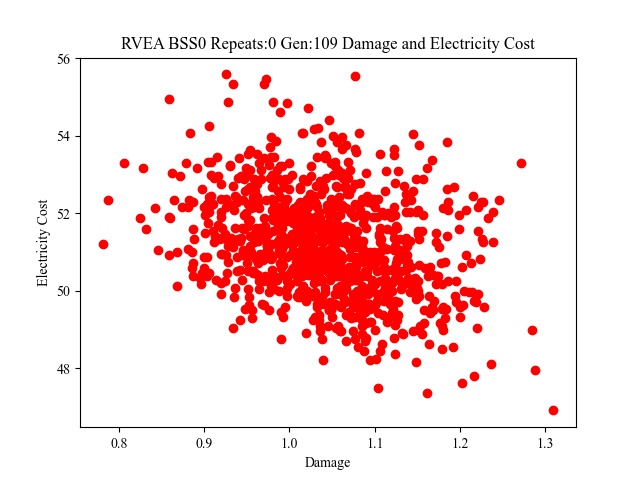 RVEA BSS0 Repeats:0 Gen:109 Damage and Electricity Cost
56
54
52
50
48
Electricity Cost
0.8 0.9 1.0 1.1 1.2 1.3
Damage